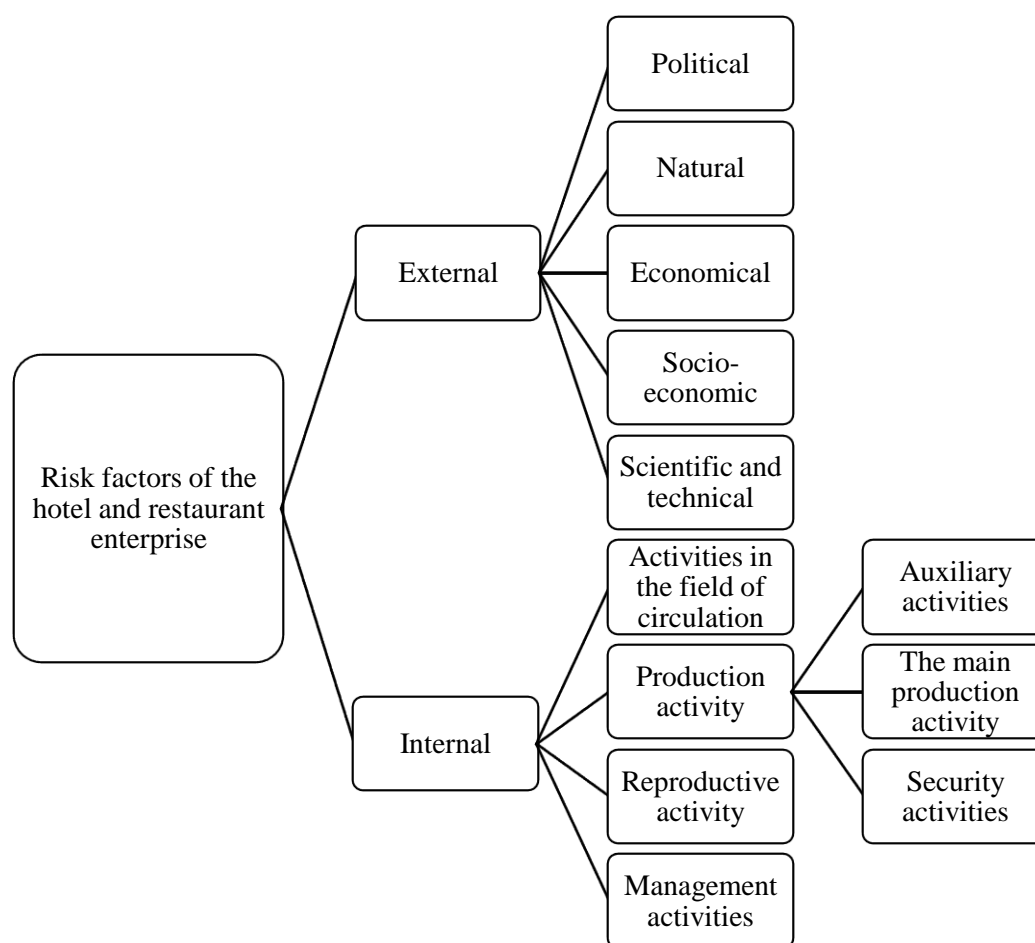 Political
Natural
External
Economical
Socio-
economic
Scientific and
technical
Risk factors of the
hotel and restaurant
enterprise
Activities in
the field of
circulation
Auxiliary
activities
Production
activity
The main
production
activity
Internal
Reproductive
activity
Security
activities
Management
activities